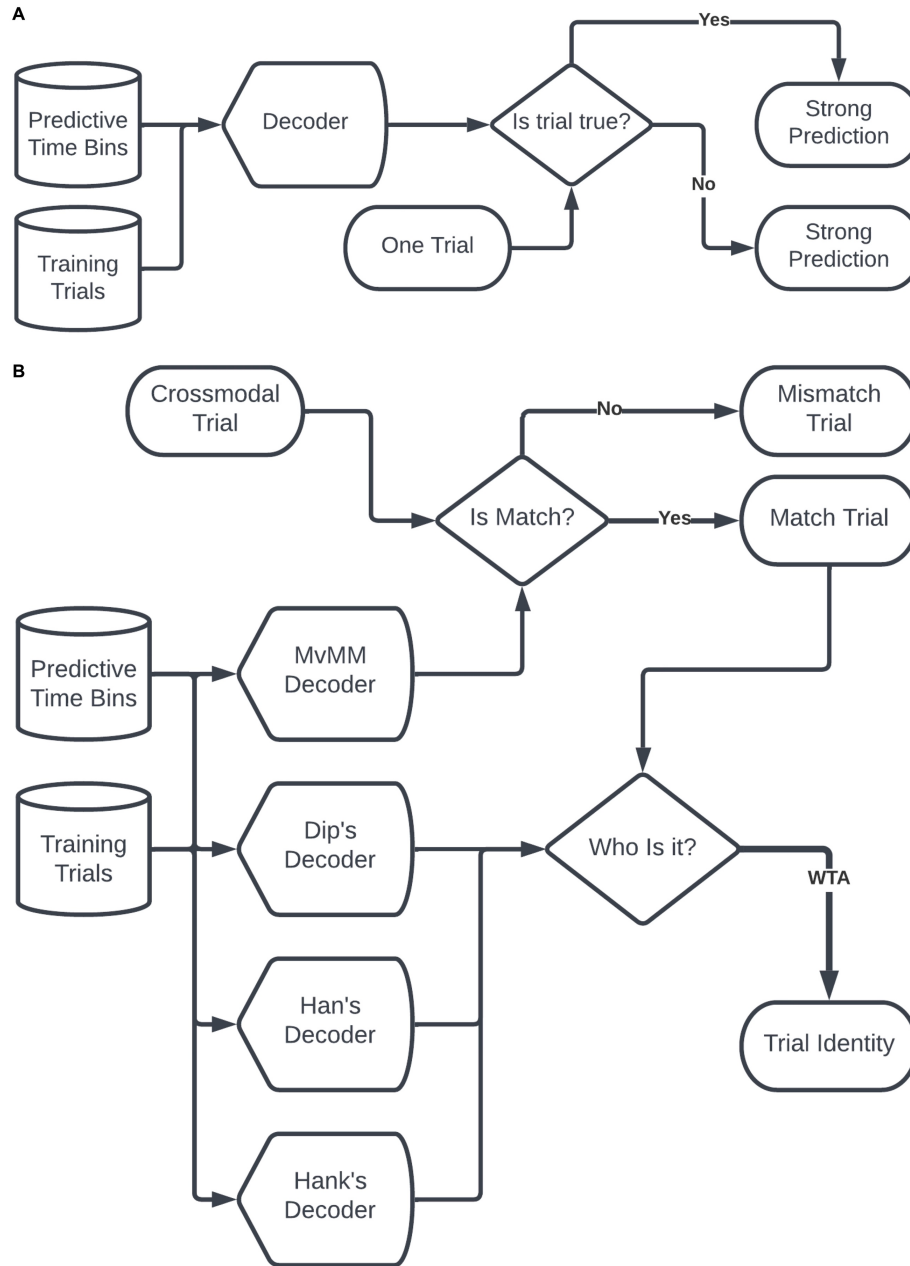 A
Yes
Predictive
Time Bins
Decoder
Is trial true?
Strong
Prediction
No
Training
Trials
One Trial
Strong
Prediction
B
Crossmodal
Trial
No
Mismatch
Trial
Is Match?
Yes
Match Trial
Predictive
Time Bins
MvMM
Decoder
Training
Trials
Dip's
Decoder
Who Is it?
WTA
Han's
Decoder
Trial Identity
Hank's
Decoder